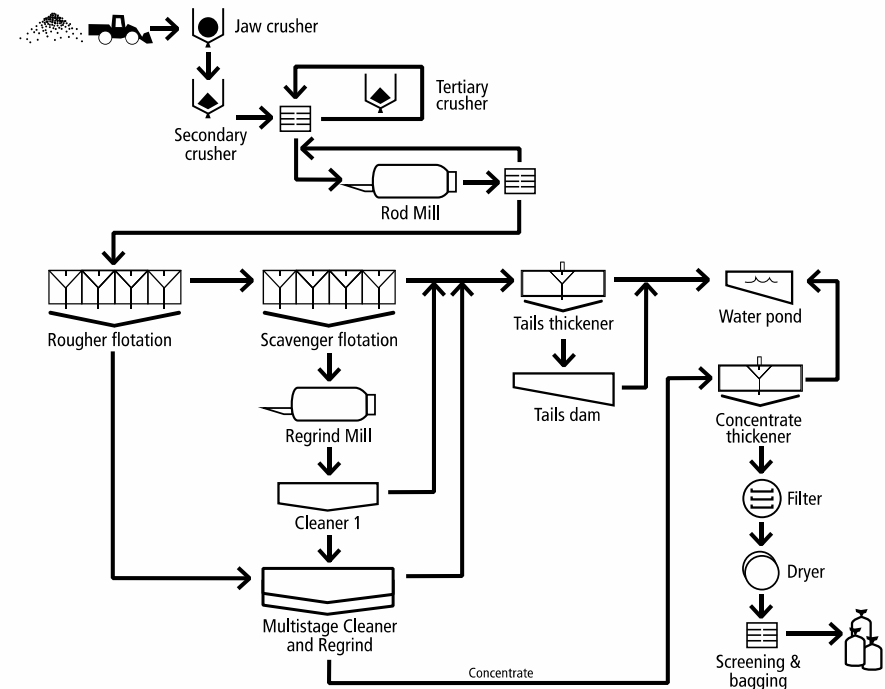 Jaw crusher
Tertiary
crusher
Secondary
crusher
Rod Mill
Rougher flotation
Scavenger flotation
Tails thickener
Water pond
Tails dam
Concentrate
thickener
Regrind Mill
Filter
Cleaner 1
Dryer
Multistage Cleaner
and Regrind
Screening &
bagging
Concentrate